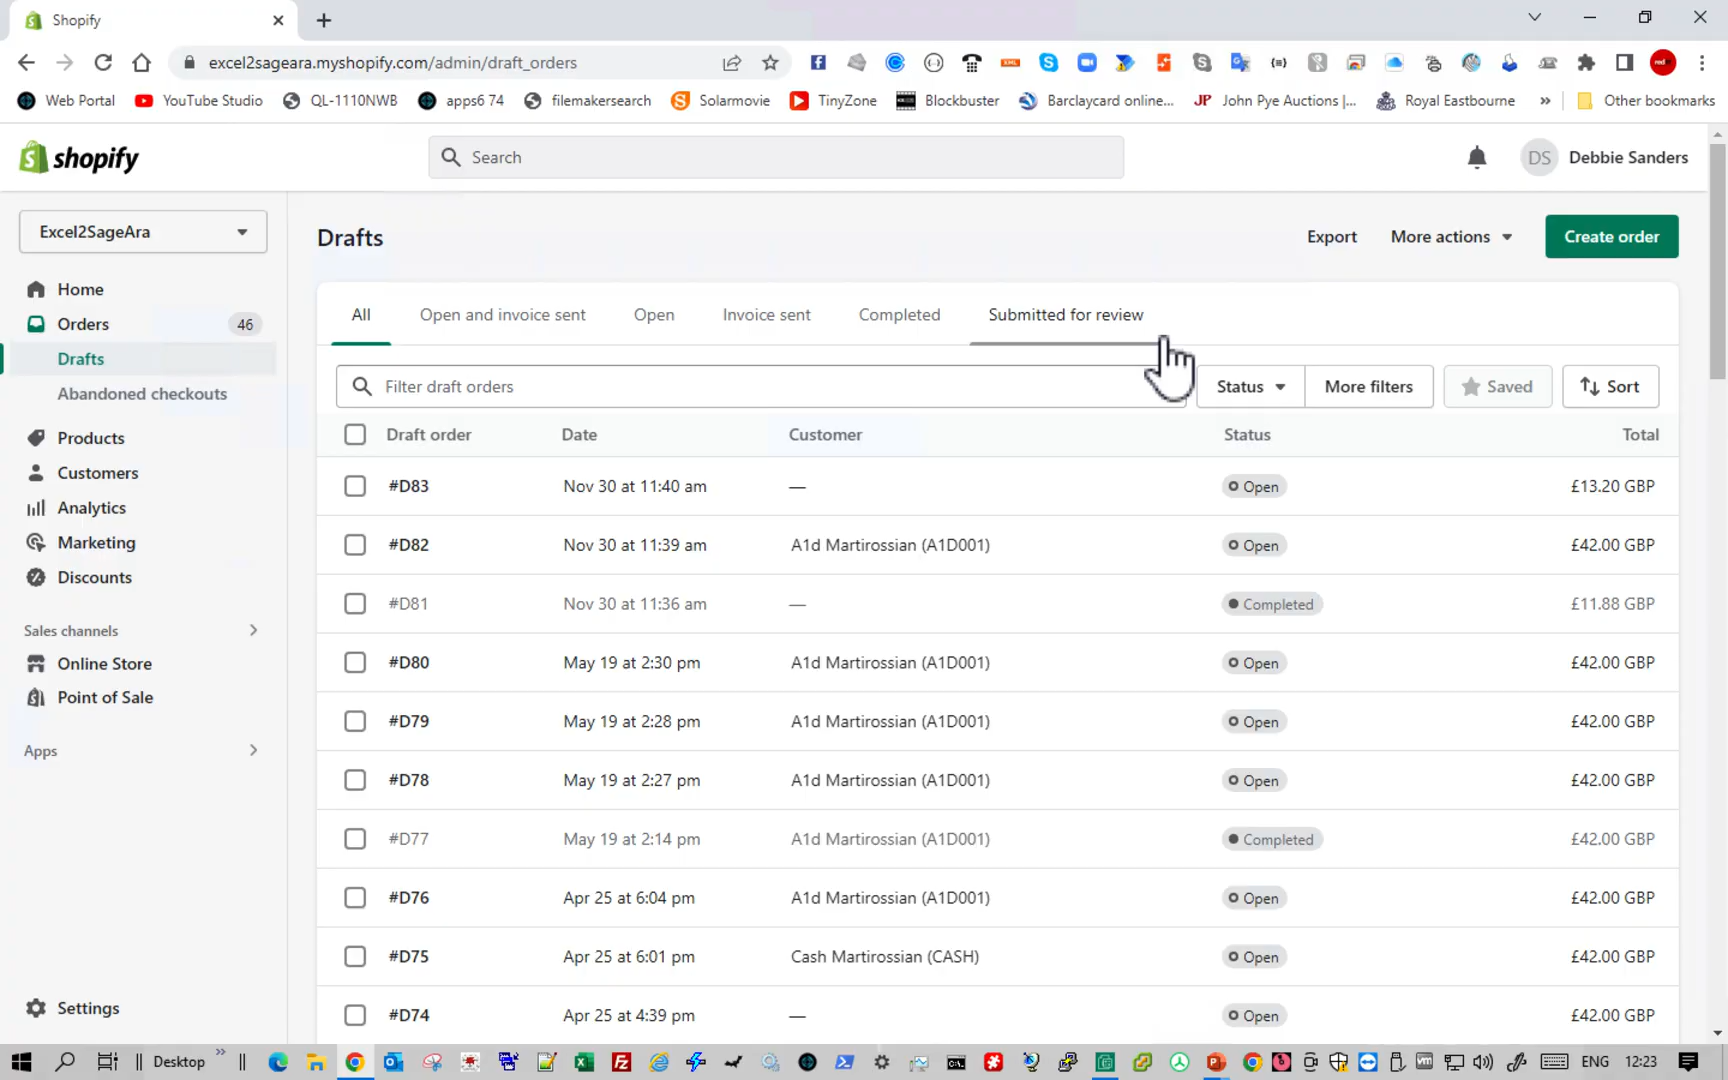 Shopify
excel2sageara.myshopify.com/admin/draft_orders
Web Portal YouTube Studio QL-1110NWB apps6 74 filemakersearch Solarmovie TinyZone Blockbuster Barclaycard online... JP John Pye Auctions |... Royal Eastbourne » Other bookmarks
shopify Search DS Debbie Sanders
Excel2SageAra
Home
Orders 46
Drafts
Abandoned checkouts
Products
Customers
Analytics
Marketing
Discounts
Sales channels
Online Store
Point of Sale
Apps
Settings
Drafts Export More actions Create order
All Open and invoice sent Open Invoice sent Completed Submitted for review
Filter draft orders Status More filters Saved Sort
Draft order Date Customer Status Total
#D83 Nov 30 at 11:40 am — Open £13.20 GBP
#D82 Nov 30 at 11:39 am A1d Martirossian (A1D001) Open £42.00 GBP
#D81 Nov 30 at 11:36 am — Completed £11.88 GBP
#D80 May 19 at 2:30 pm A1d Martirossian (A1D001) Open £42.00 GBP
#D79 May 19 at 2:28 pm A1d Martirossian (A1D001) Open £42.00 GBP
#D78 May 19 at 2:27 pm A1d Martirossian (A1D001) Open £42.00 GBP
#D77 May 19 at 2:14 pm A1d Martirossian (A1D001) Completed £42.00 GBP
#D76 Apr 25 at 6:04 pm A1d Martirossian (A1D001) Open £42.00 GBP
#D75 Apr 25 at 6:01 pm Cash Martirossian (CASH) Open £42.00 GBP
#D74 Apr 25 at 4:39 pm — Open £42.00 GBP
Desktop » ENG 12:23